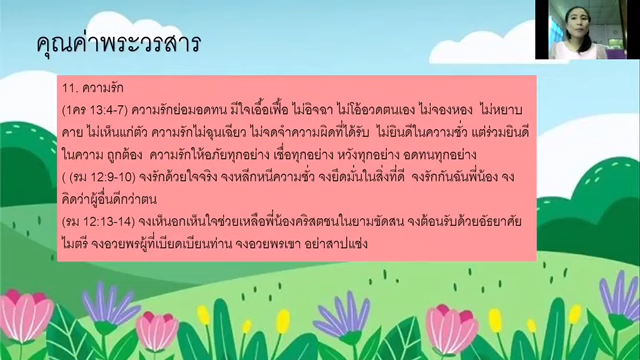 คุณค่าพระวรสาร
11. ความรัก
(1คร 13:4-7) ความรักย่อมอดทน มีใจเอื้อเฟื้อ ไม่อิจฉา ไม่โอ้อวดตนเอง ไม่จองหอง ไม่หยาบ
คาย ไม่เห็นแก่ตัว ความรักไม่ฉุนเฉียว ไม่จดจำความผิดที่ได้รับ ไม่ยินดีในความชั่ว แต่ร่วมยินดี
ในความ ถูกต้อง ความรักให้อภัยทุกอย่าง เชื่อทุกอย่าง หวังทุกอย่าง อดทนทุกอย่าง
( (รม 12:9-10) จงรักด้วยใจจริง จงหลีกหนีความชั่ว จงยึดมั่นในสิ่งที่ดี จงรักกันฉันพี่น้อง จง
คิดว่าผู้อื่นดีกว่าตน
(รม 12:13-14) จงเห็นอกเห็นใจช่วยเหลือพี่น้องคริสตชนในยามขัดสน จงต้อนรับด้วยอัธยาศัย
ไมตรี จงอวยพรผู้ที่เบียดเบียนท่าน จงอวยพรเขา อย่าสาปแช่ง